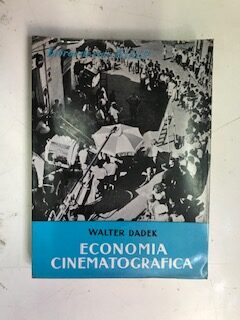 WALTER DADEK
ECONOMIA
CINEMATOGRAFICA